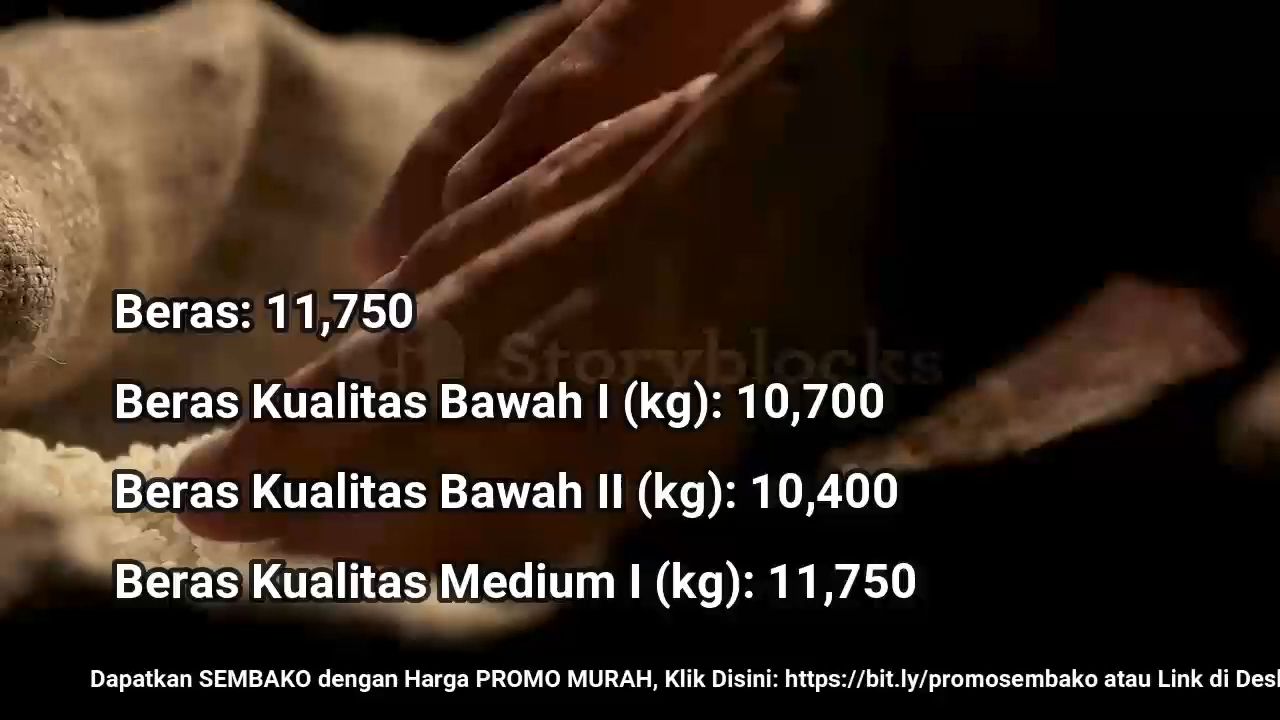 Beras: 11,750
Storyblocks
Beras Kualitas Bawah I (kg): 10,700
Beras Kualitas Bawah II (kg): 10,400
Beras Kualitas Medium I (kg): 11,750
Dapatkan SEMBAKO dengan Harga PROMO MURAH, Klik Disini: https://bit.ly/promosembako atau Link di